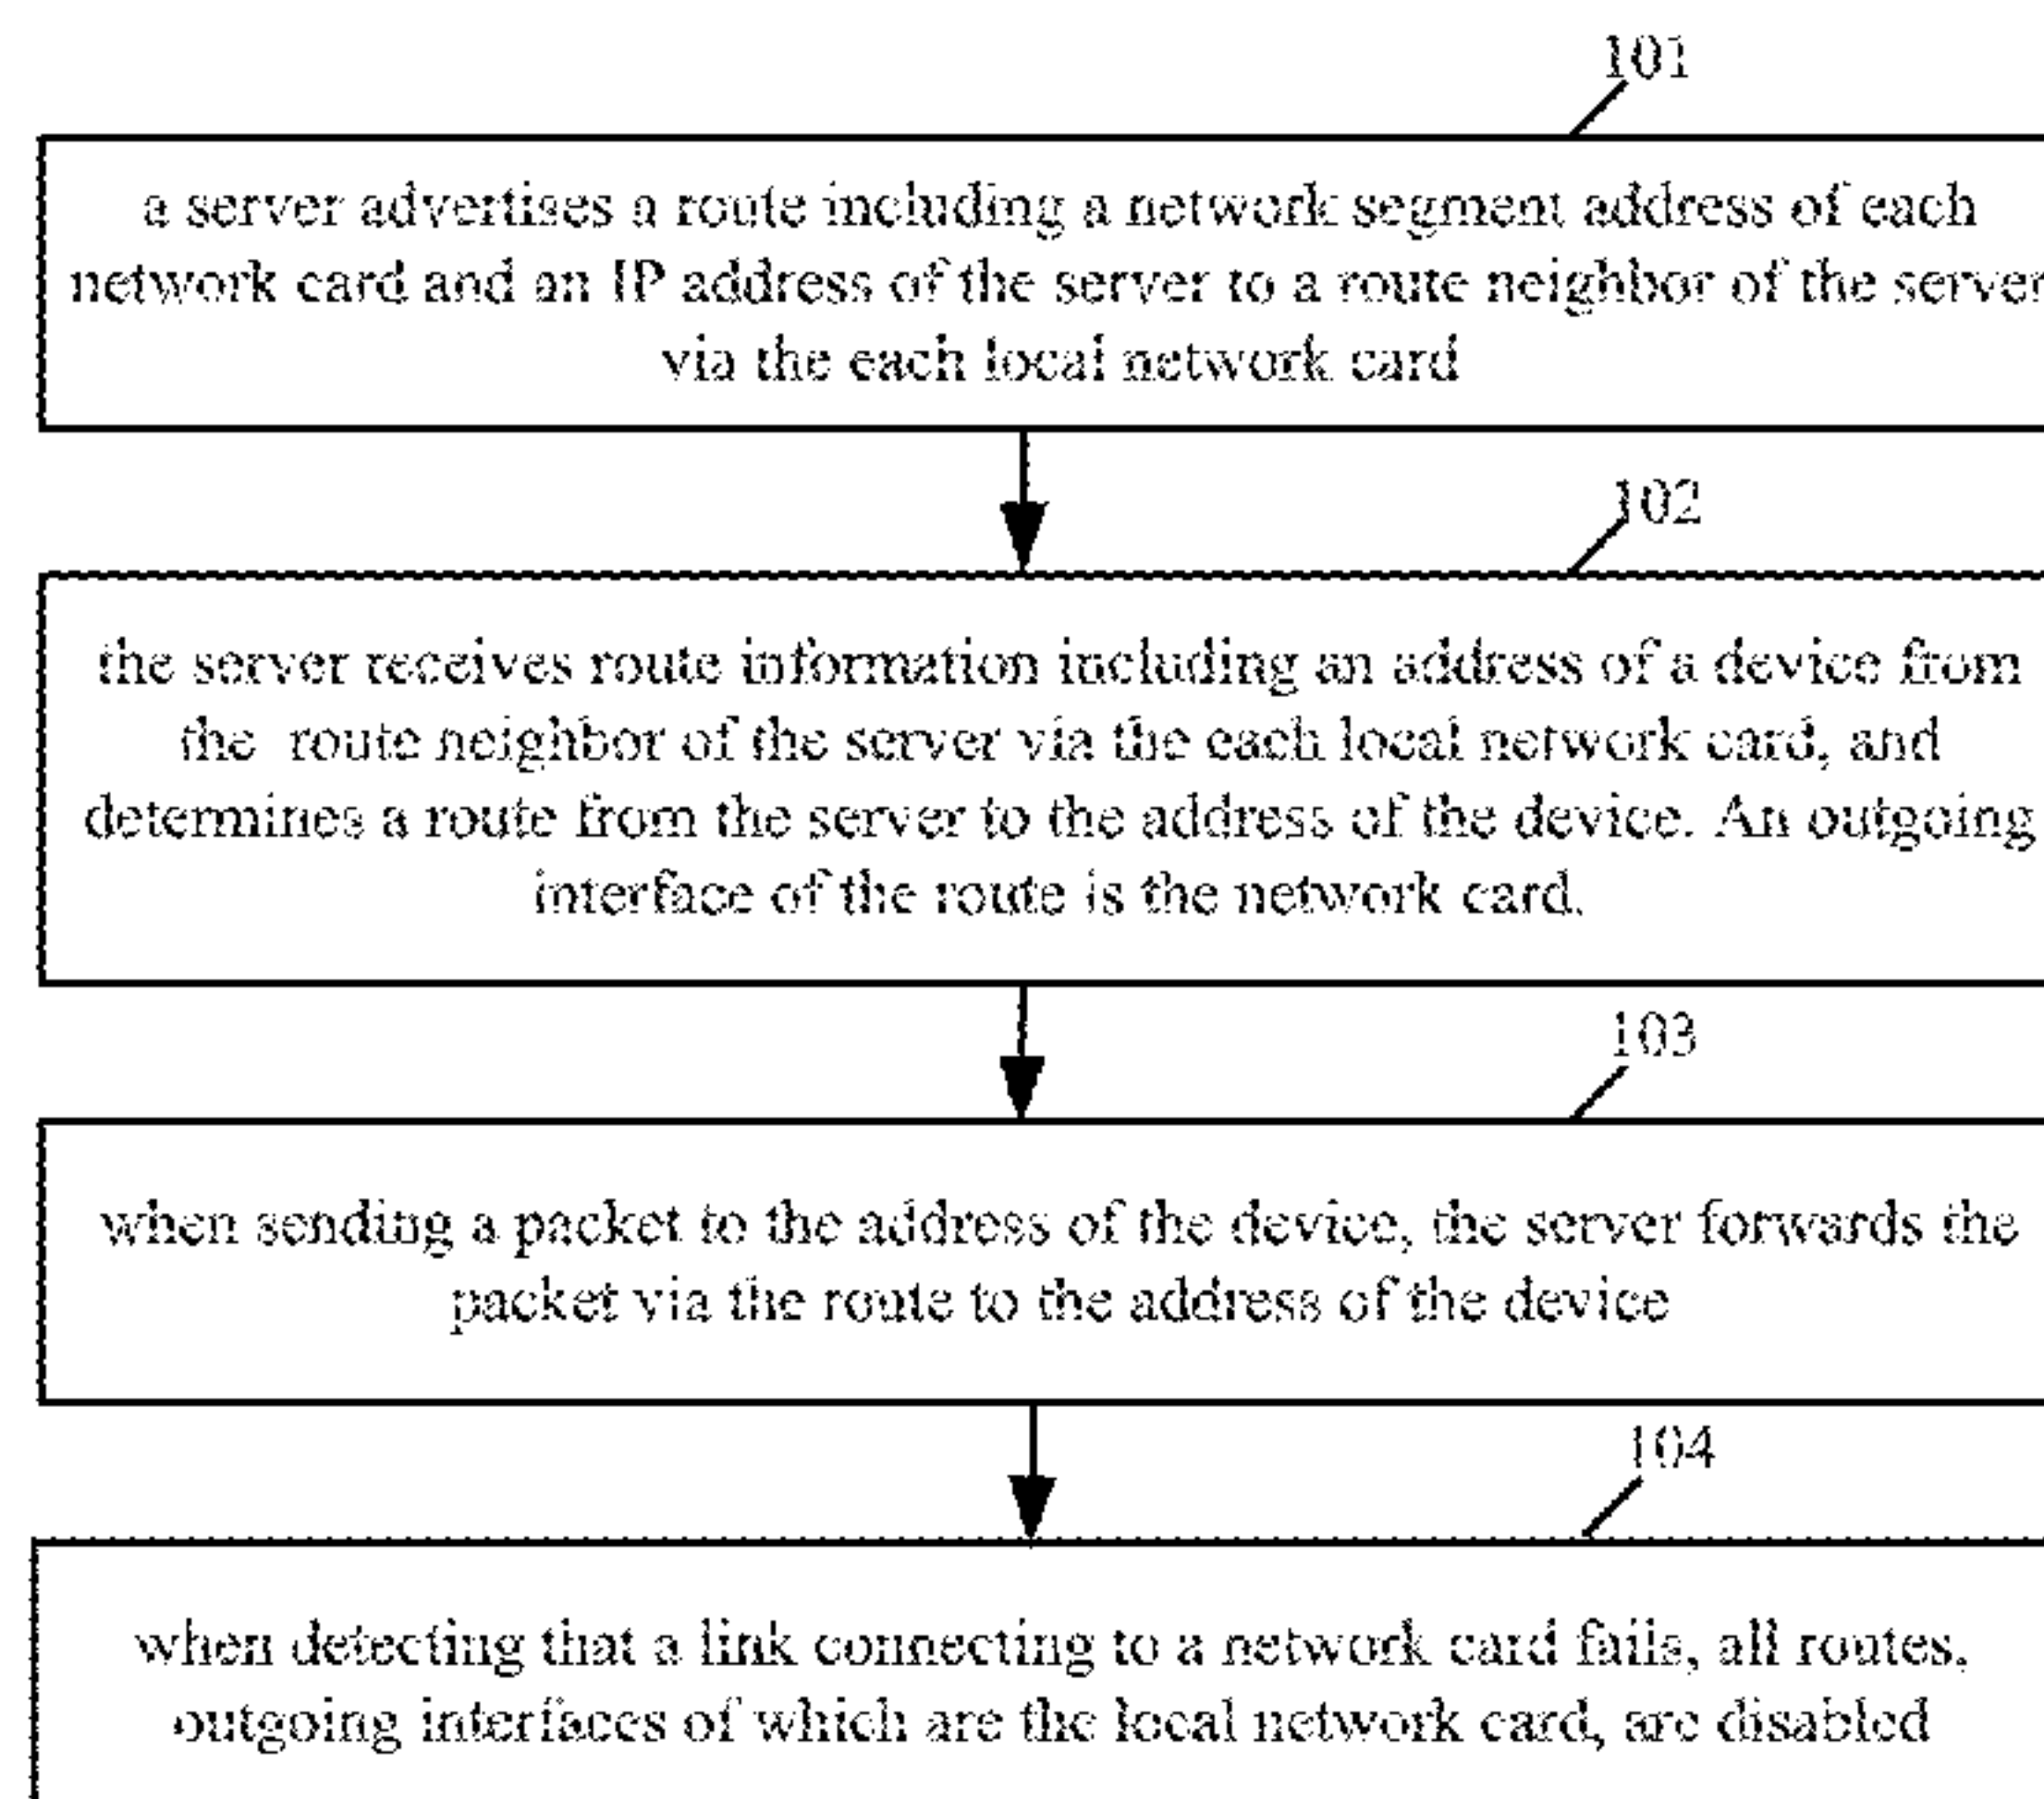 101
a server advertises a route including a network segment address of each
network card and an IP address of the server to a route neighbor of the server
via the each local network card
102
the server receives route information including an address of a device from
the route neighbor of the server via the each local network card, and
determines a route from the server to the address of the device. An outgoing
interface of the route is the network card.
103
when sending a packet to the address of the device, the server forwards the
packet via the route to the address of the device
104
when detecting that a link connecting to a network card fails, all routes,
outgoing interfaces of which are the local network card, are disabled